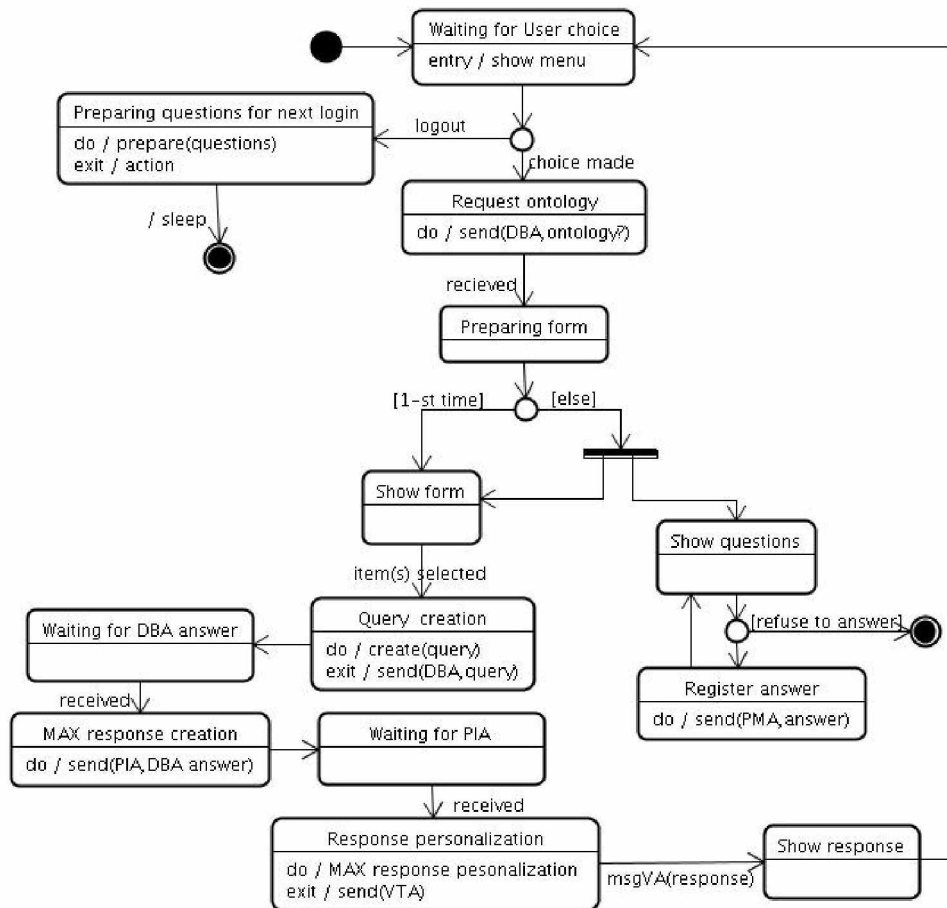 Waiting for User choice
entry / show menu
Preparing questions for next login
do / prepare(questions)
exit / action
logout
choice made
Request ontology
do / send(DBA,ontology?)
/ sleep
recieved
Preparing form
[1-st time]
[else]
Show form
Show questions
item(s) selected
Query creation
do / create(query)
exit / send(DBA,query)
Waiting for DBA answer
[refuse to answer]
received
Register answer
do / send(PMA,answer)
MAX response creation
do / send(PIA,DBA answer)
Waiting for PIA
received
Response personalization
do / MAX response pesonalization
exit / send(VTA)
msgVA(response)
Show response